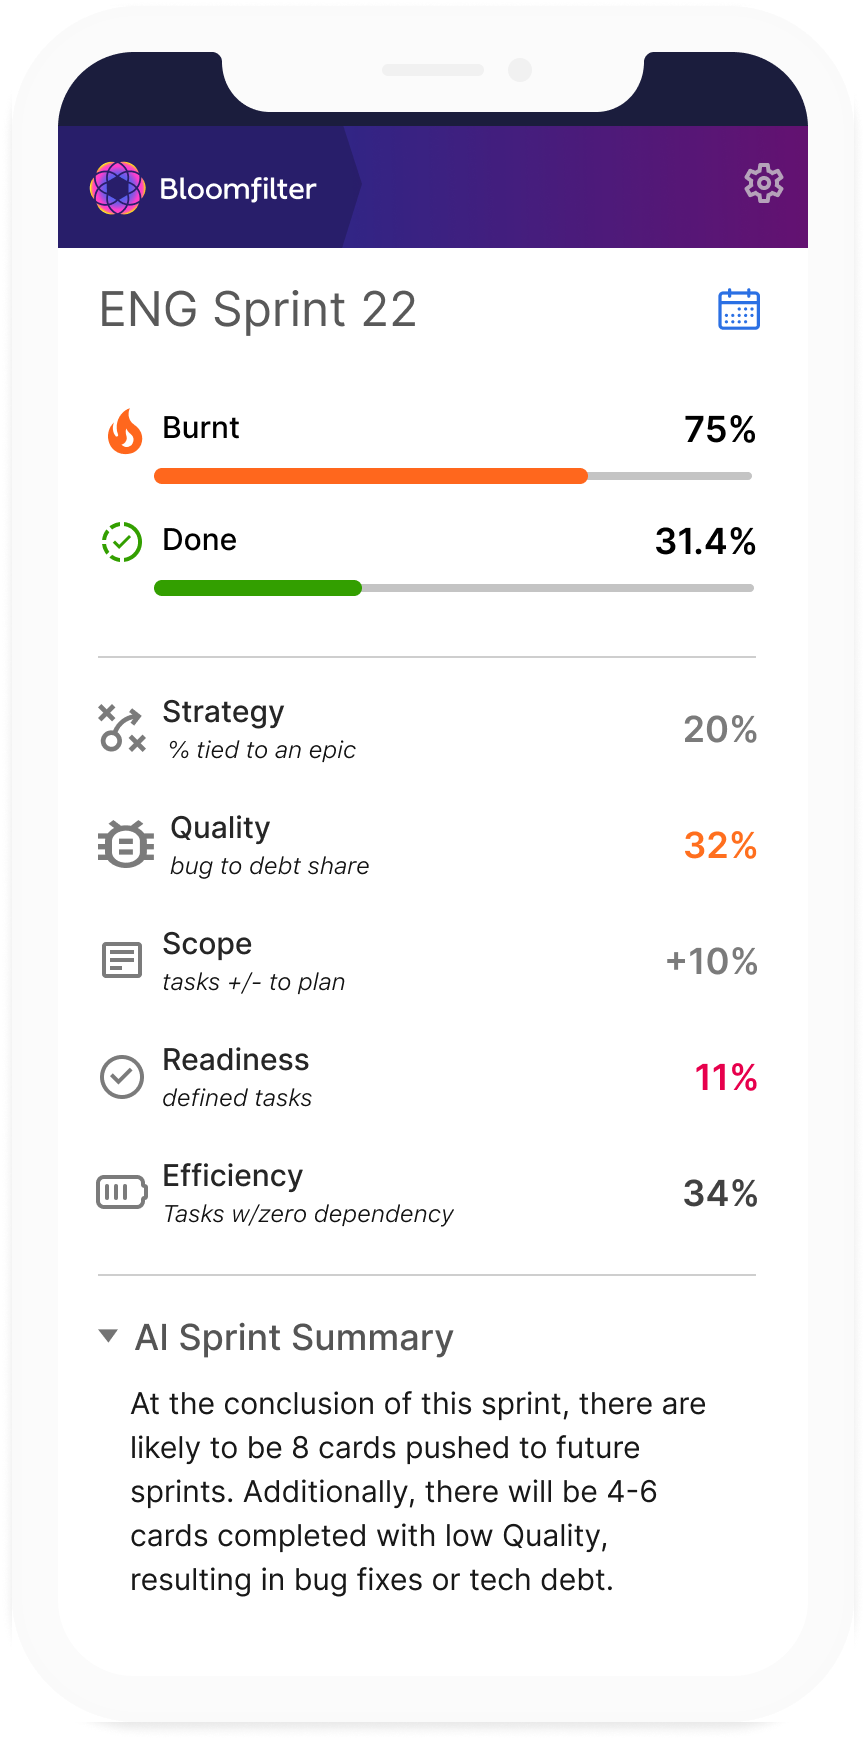 Bloomfilter
ENG Sprint 22
Burnt 75%
Done 31.4%
Strategy
% tied to an epic
20%
Quality
bug to debt share
32%
Scope
tasks +/- to plan
+10%
Readiness
defined tasks
11%
Efficiency
Tasks w/zero dependency
34%
AI Sprint Summary
At the conclusion of this sprint, there are
likely to be 8 cards pushed to future
sprints. Additionally, there will be 4-6
cards completed with low Quality,
resulting in bug fixes or tech debt.